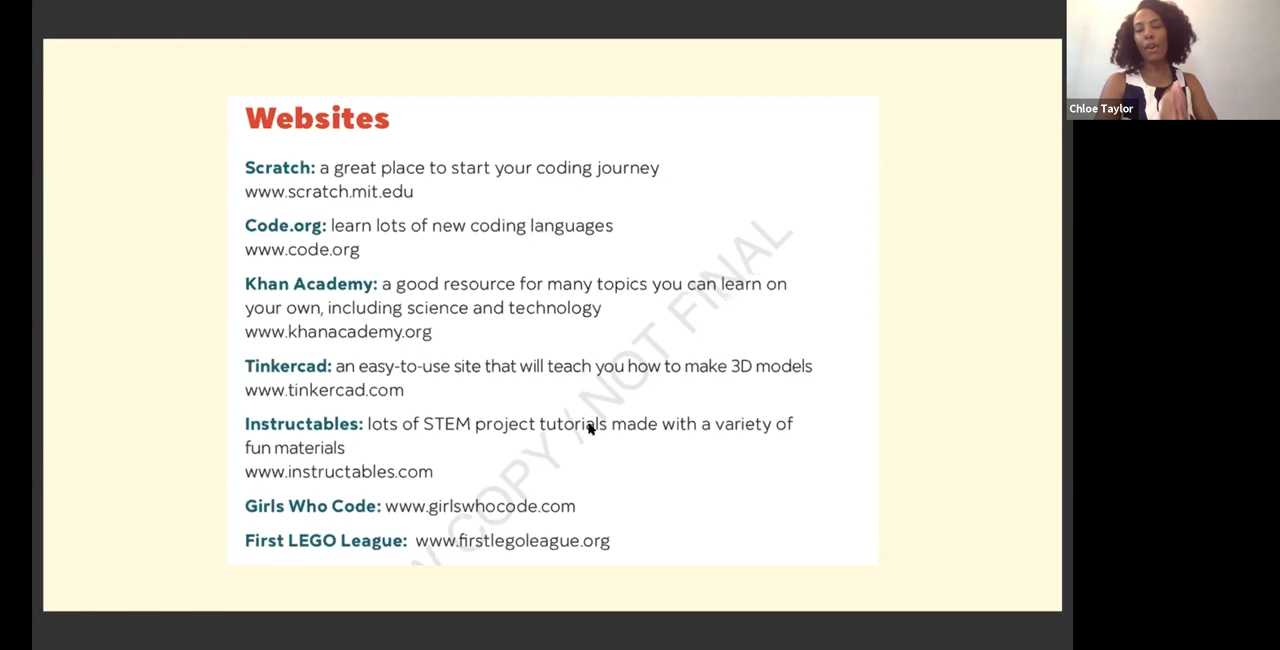 Websites
Scratch: a great place to start your coding journey
www.scratch.mit.edu
Code.org: learn lots of new coding languages
www.code.org
Khan Academy: a good resource for many topics you can learn on
your own, including science and technology
www.khanacademy.org
Tinkercad: an easy-to-use site that will teach you how to make 3D models
www.tinkercad.com
Instructables: lots of STEM project tutorials made with a variety of
fun materials
www.instructables.com
Girls Who Code: www.girlswhocode.com
First LEGO League: www.firstlegoleague.org
COPY / NOT FINAL
Chloe Taylor